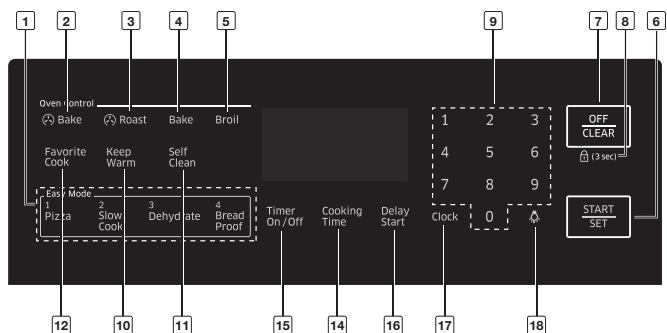 1 2 3 4 5 9 7 8 6
Oven Control
Bake Roast Bake Broil
1 2 3
OFF
CLEAR
(3 sec)
Favorite Cook
Keep Warm
Self Clean
4 5 6
7 8 9
Easy Mode
1 Pizza
2 Slow Cook
3 Dehydrate
4 Bread Proof
Timer On/Off
Cooking Time
Delay Start
Clock
0
START
SET
12 10 11 15 14 16 17 18